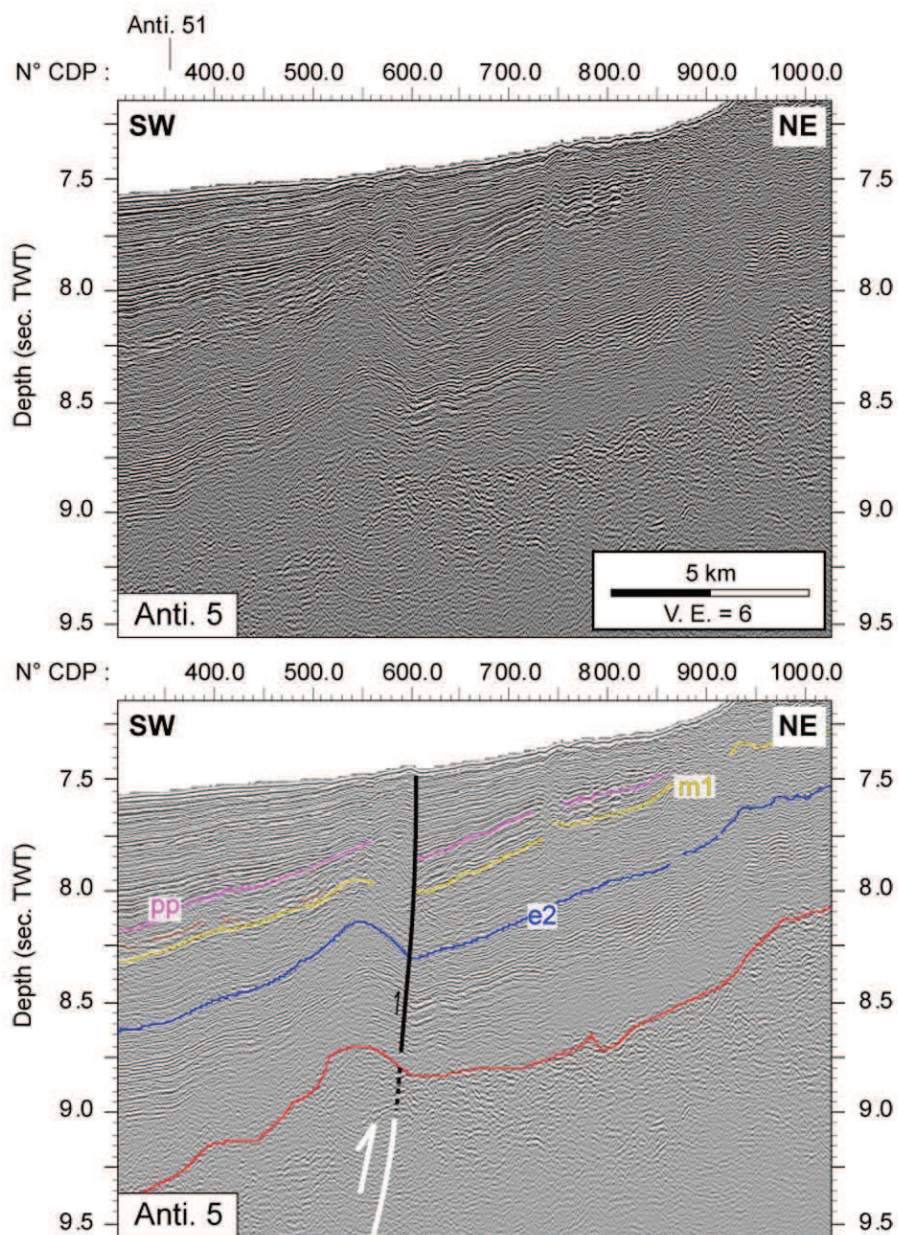 Anti. 51
N° CDP : 400.0 500.0 600.0 700.0 800.0 900.0 1000.0
SW NE
7.5 7.5
8.0 8.0
Depth (sec. TWT)
8.5 8.5
9.0 9.0
5 km
V. E. = 6
9.5 Anti. 5 9.5
N° CDP : 400.0 500.0 600.0 700.0 800.0 900.0 1000.0
SW NE
7.5 m1 7.5
8.0 pp e2 8.0
Depth (sec. TWT)
8.5 8.5
9.0 9.0
9.5 Anti. 5 9.5